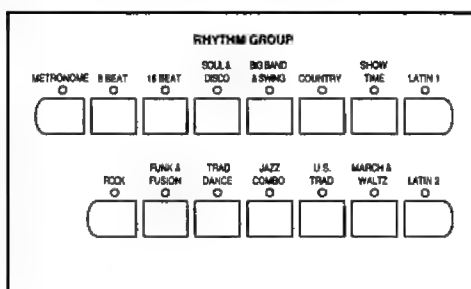 RHYTHM GROUP
SOUL & BIG BAND SHOW
METRONOME 8 BEAT 16 BEAT DISCO & SWING COUNTRY TIME LATIN 1
FUNK & TRAD JAZZ U.S. MARCH &
ROCK FUSION DANCE COMBO TRAD WALTZ LATIN 2